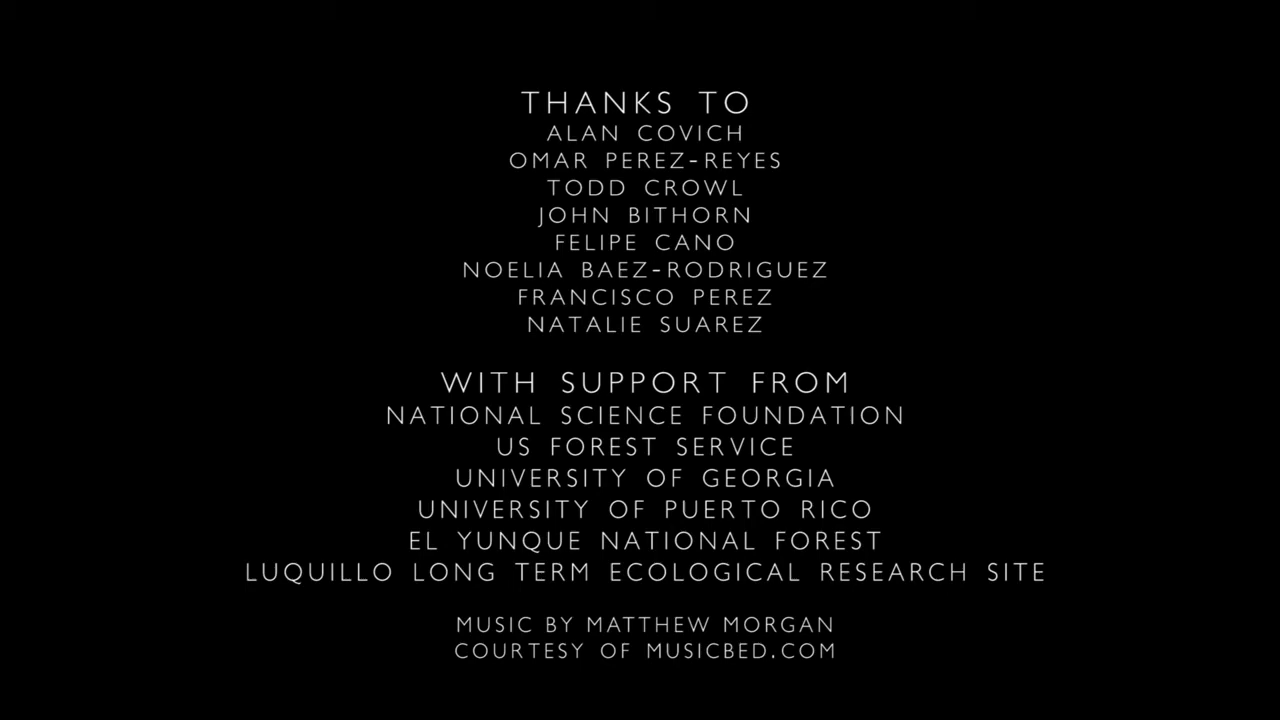 THANKS TO
ALAN COVICH
OMAR PEREZ-REYES
TODD CROWL
JOHN BITHORN
FELIPE CANO
NOELIA BAEZ-RODRIGUEZ
FRANCISCO PEREZ
NATALIE SUAREZ
WITH SUPPORT FROM
NATIONAL SCIENCE FOUNDATION
US FOREST SERVICE
UNIVERSITY OF GEORGIA
UNIVERSITY OF PUERTO RICO
EL YUNQUE NATIONAL FOREST
LUQUILLO LONG TERM ECOLOGICAL RESEARCH SITE
MUSIC BY MATTHEW MORGAN
COURTESY OF MUSICBED.COM